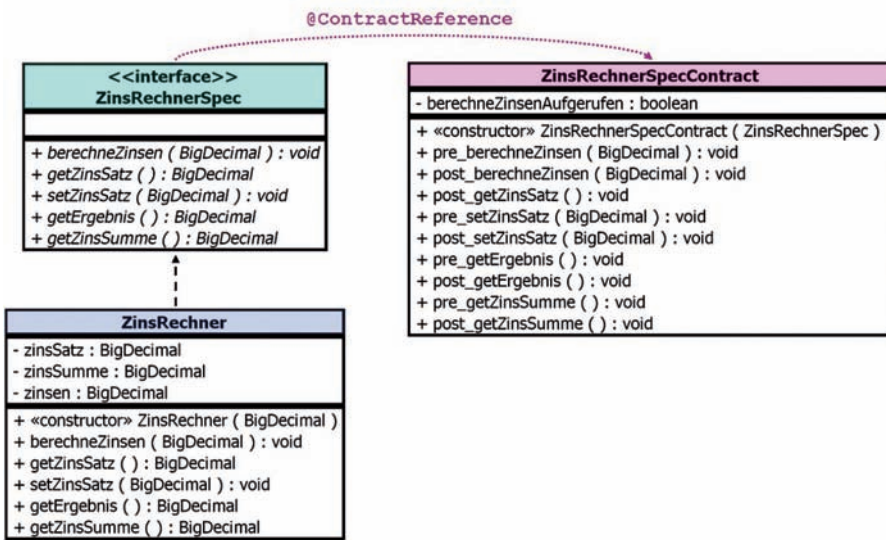 @ContractReference
<<interface>>
ZinsRechnerSpec
+ berechneZinsen ( BigDecimal ) : void
+ getZinsSatz ( ) : BigDecimal
+ setZinsSatz ( BigDecimal ) : void
+ getErgebnis ( ) : BigDecimal
+ getZinsSumme ( ) : BigDecimal
ZinsRechnerSpecContract
- berechneZinsenAufgerufen : boolean
+ «constructor» ZinsRechnerSpecContract ( ZinsRechnerSpec )
+ pre_berechneZinsen ( BigDecimal ) : void
+ post_berechneZinsen ( BigDecimal ) : void
+ post_getZinsSatz ( ) : void
+ pre_setZinsSatz ( BigDecimal ) : void
+ post_setZinsSatz ( BigDecimal ) : void
+ pre_getErgebnis ( ) : void
+ post_getErgebnis ( ) : void
+ pre_getZinsSumme ( ) : void
+ post_getZinsSumme ( ) : void
ZinsRechner
- zinsSatz : BigDecimal
- zinsSumme : BigDecimal
- zinsen : BigDecimal
+ «constructor» ZinsRechner ( BigDecimal )
+ berechneZinsen ( BigDecimal ) : void
+ getZinsSatz ( ) : BigDecimal
+ setZinsSatz ( BigDecimal ) : void
+ getErgebnis ( ) : BigDecimal
+ getZinsSumme ( ) : BigDecimal